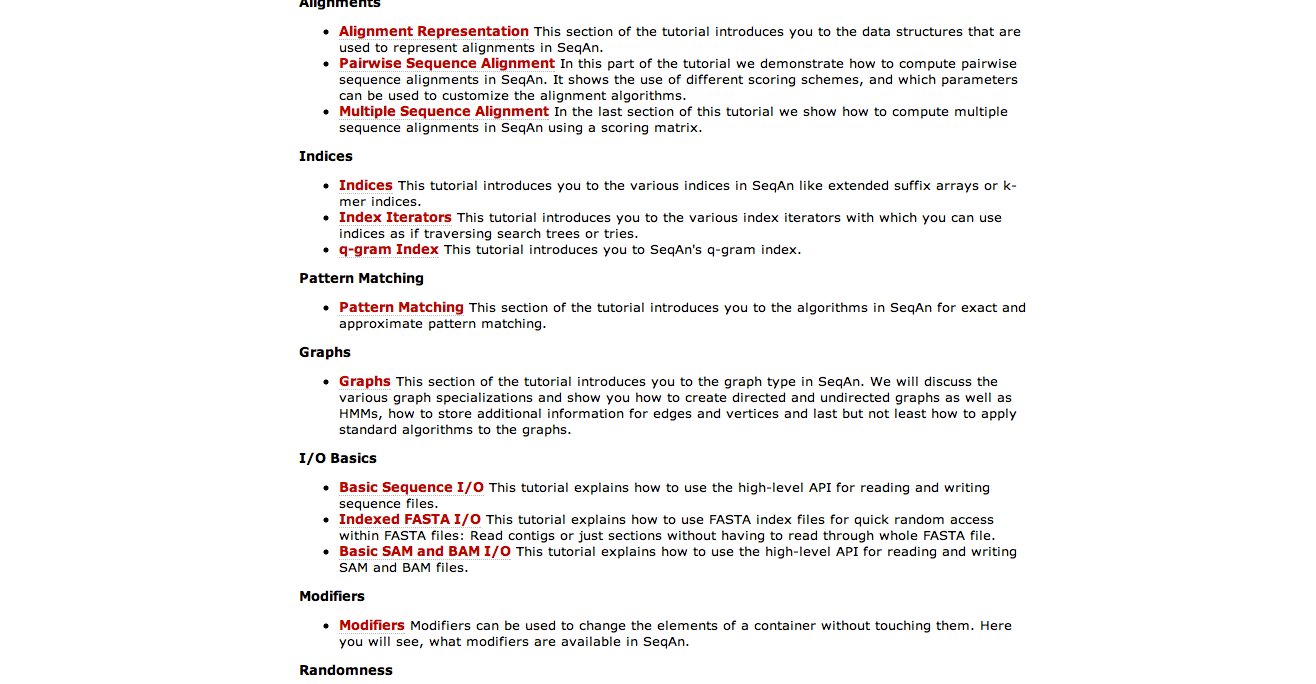 Alignments
Alignment Representation This section of the tutorial introduces you to the data structures that are
used to represent alignments in SeqAn.
Pairwise Sequence Alignment In this part of the tutorial we demonstrate how to compute pairwise
sequence alignments in SeqAn. It shows the use of different scoring schemes, and which parameters
can be used to customize the alignment algorithms.
Multiple Sequence Alignment In the last section of this tutorial we show how to compute multiple
sequence alignments in SeqAn using a scoring matrix.
Indices
Indices This tutorial introduces you to the various indices in SeqAn like extended suffix arrays or k-
mer indices.
Index Iterators This tutorial introduces you to the various index iterators with which you can use
indices as if traversing search trees or tries.
q-gram Index This tutorial introduces you to SeqAn's q-gram index.
Pattern Matching
Pattern Matching This section of the tutorial introduces you to the algorithms in SeqAn for exact and
approximate pattern matching.
Graphs
Graphs This section of the tutorial introduces you to the graph type in SeqAn. We will discuss the
various graph specializations and show you how to create directed and undirected graphs as well as
HMMs, how to store additional information for edges and vertices and last but not least how to apply
standard algorithms to the graphs.
I/O Basics
Basic Sequence I/O This tutorial explains how to use the high-level API for reading and writing
sequence files.
Indexed FASTA I/O This tutorial explains how to use FASTA index files for quick random access
within FASTA files: Read contigs or just sections without having to read through whole FASTA file.
Basic SAM and BAM I/O This tutorial explains how to use the high-level API for reading and writing
SAM and BAM files.
Modifiers
Modifiers Modifiers can be used to change the elements of a container without touching them. Here
you will see, what modifiers are available in SeqAn.
Randomness